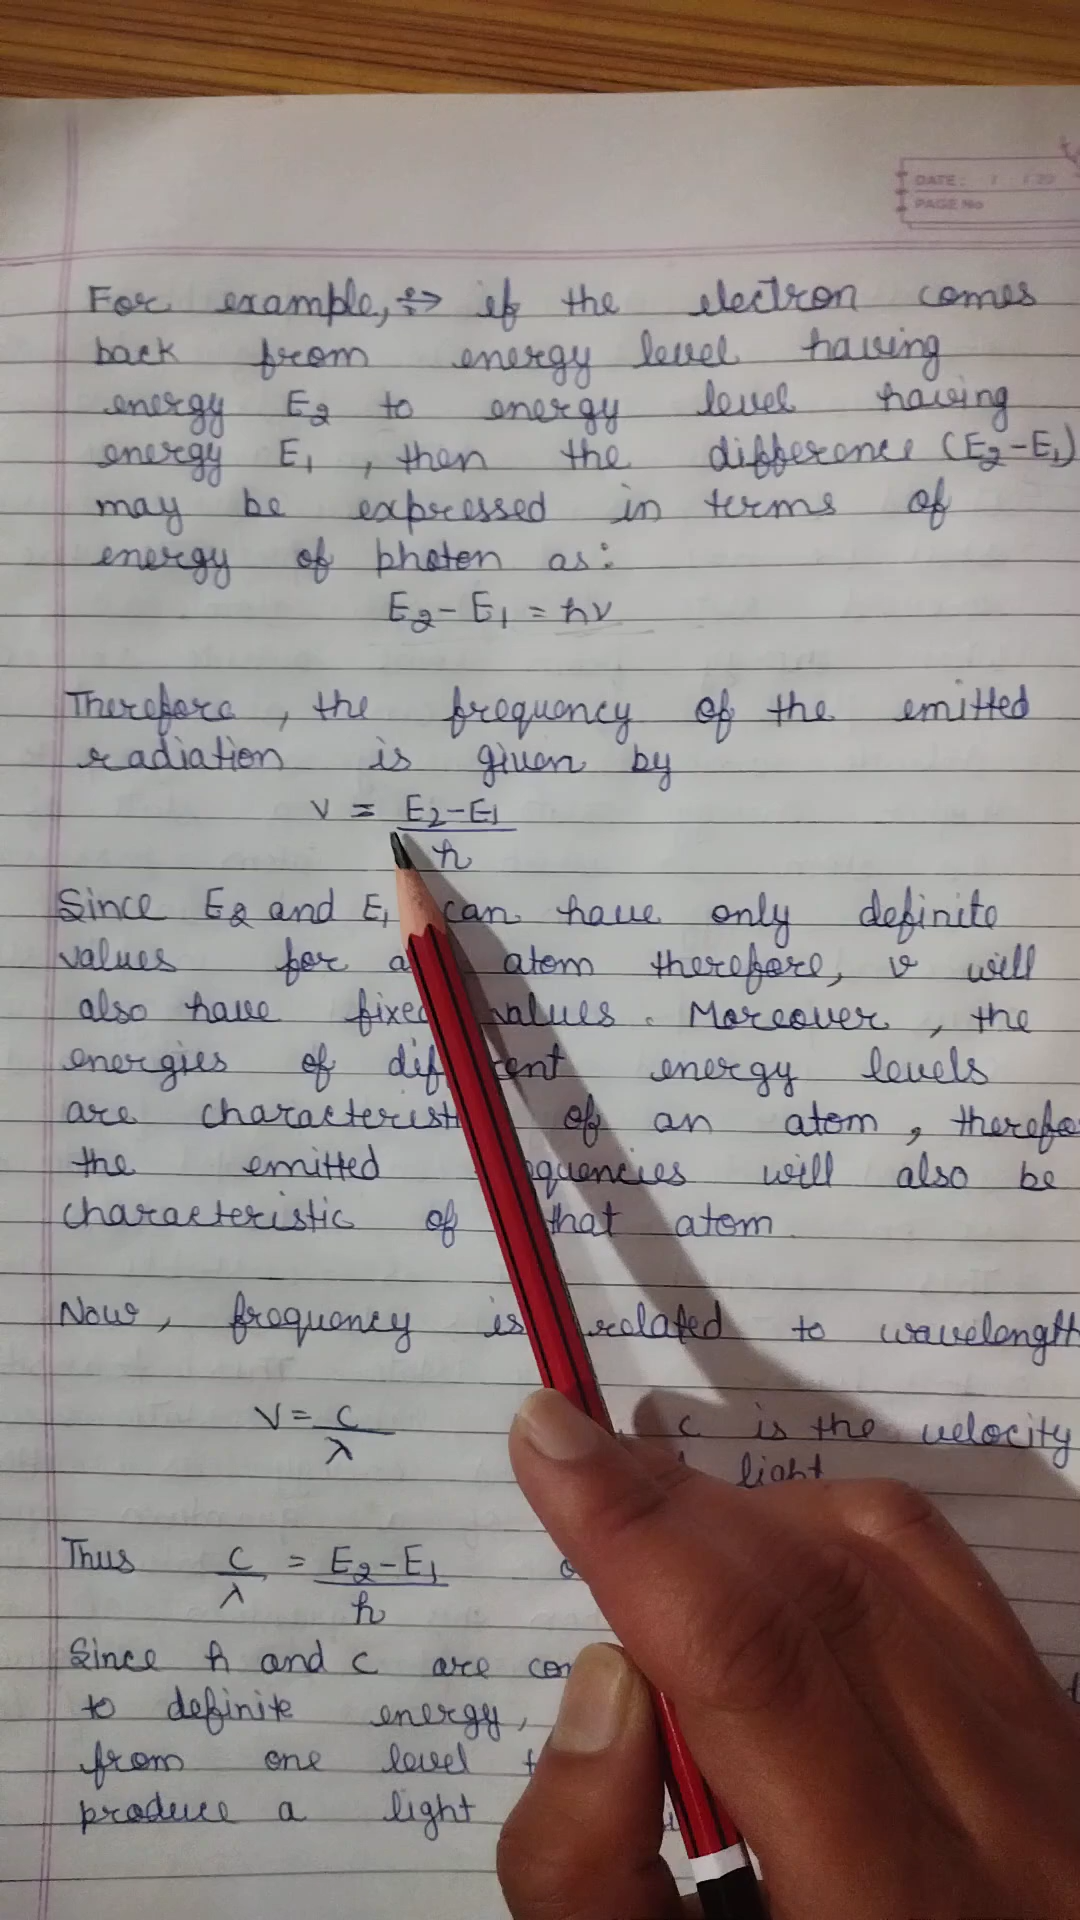 DATE: / / 20
PAGE No
For example, ⇒ if the electron comes
back from energy level having
energy E₂ to energy level having
energy E₁, then the difference (E₂-E₁)
may be expressed in terms of
energy of photon as:
E₂-E₁ = hν
Therefore, the frequency of the emitted
radiation is given by
ν = E₂-E₁
h
Since E₂ and E₁ can have only definite
values for a atom therefore, ν will
also have fixed values. Moreover, the
energies of dif ent energy levels
are characterist of an atom, therefo
the emitted quencies will also be
characteristic of that atom.
Now, frequency is related to wavelength
ν = c
λ
c is the velocity
light
Thus c = E₂-E₁
λ h
Since h and c are con
to definite energy,
from one level t
produce a light